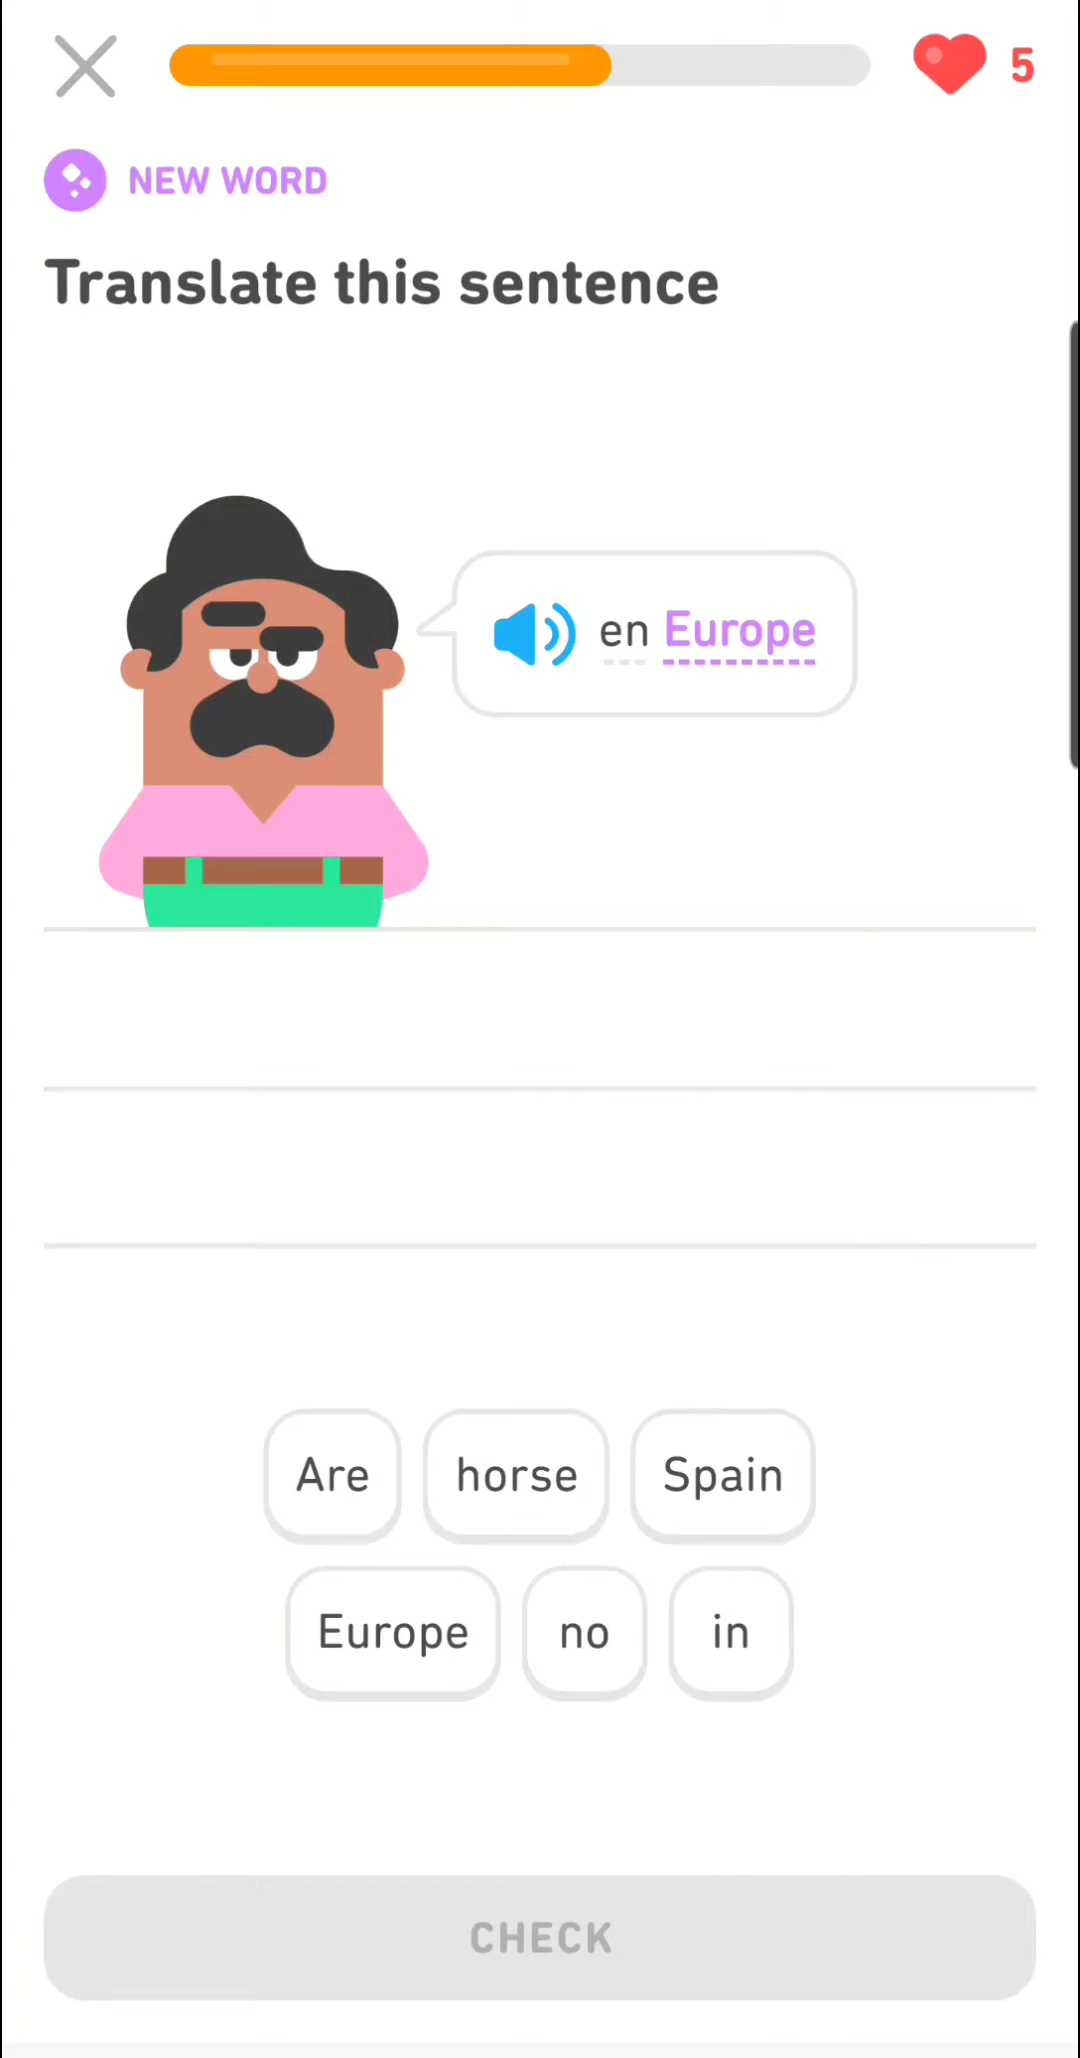 5
NEW WORD
Translate this sentence
en Europe
Are horse Spain
Europe no in
CHECK